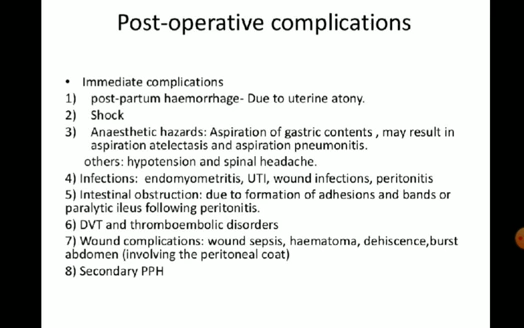 Post-operative complications
• Immediate complications
1) post-partum haemorrhage- Due to uterine atony.
2) Shock
3) Anaesthetic hazards: Aspiration of gastric contents , may result in
aspiration atelectasis and aspiration pneumonitis.
others: hypotension and spinal headache.
4) Infections: endomyometritis, UTI, wound infections, peritonitis
5) Intestinal obstruction: due to formation of adhesions and bands or
paralytic ileus following peritonitis.
6) DVT and thromboembolic disorders
7) Wound complications: wound sepsis, haematoma, dehiscence,burst
abdomen (involving the peritoneal coat)
8) Secondary PPH